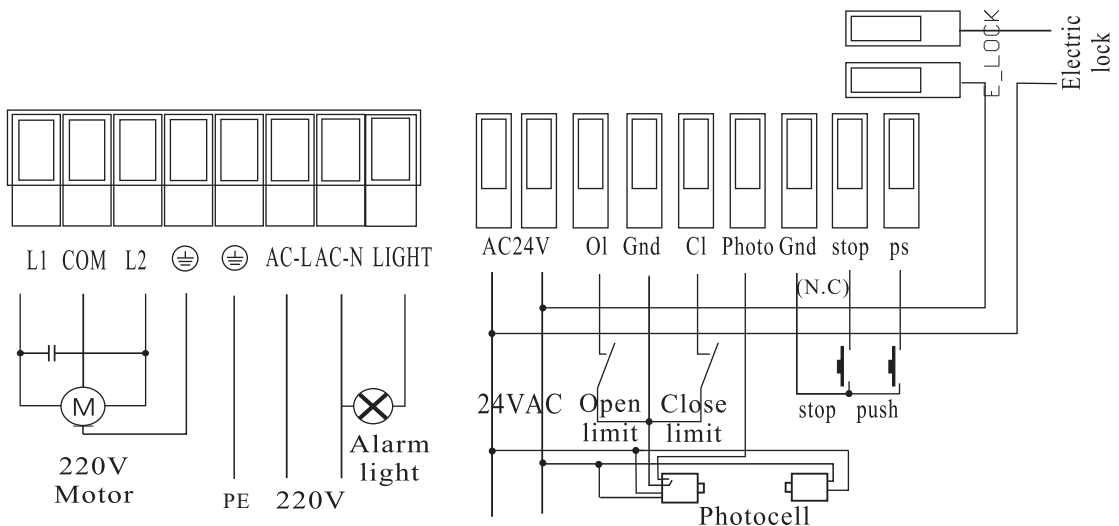 E_LOCK
Electric
lock
L1 COM L2 AC-L AC-N LIGHT
AC24V Ol Gnd Cl Photo Gnd stop ps
(N.C)
M
24VAC Open Close stop push
limit limit
Alarm
light
220V
Motor
PE 220V
Photocell